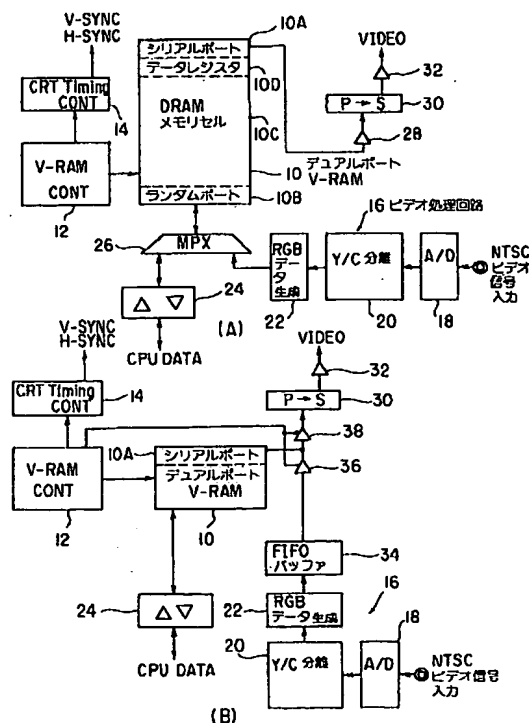 V-SYNC
H-SYNC
CRT Timing
CONT
14
V-RAM
CONT
12
シリアルポート
データレジスタ
DRAM
メモリセル
ランダムポート
10A
10D
10C
10
10B
VIDEO
32
P→S
30
28
デュアルポート
V-RAM
26
MPX
24
CPU DATA
(A)
RGB
データ
生成
22
16 ビデオ処理回路
Y/C 分離
20
A/D
18
NTSC
ビデオ
信号
入力
V-SYNC
H-SYNC
CRT Timing
CONT
14
V-RAM
CONT
12
10A
シリアルポート
デュアルポート
V-RAM
10
24
CPU DATA
VIDEO
32
P→S
30
38
36
FIFO
バッファ
34
22
RGB
データ生成
16
20
Y/C 分離
18
A/D
NTSC
ビデオ信号
入力
(B)